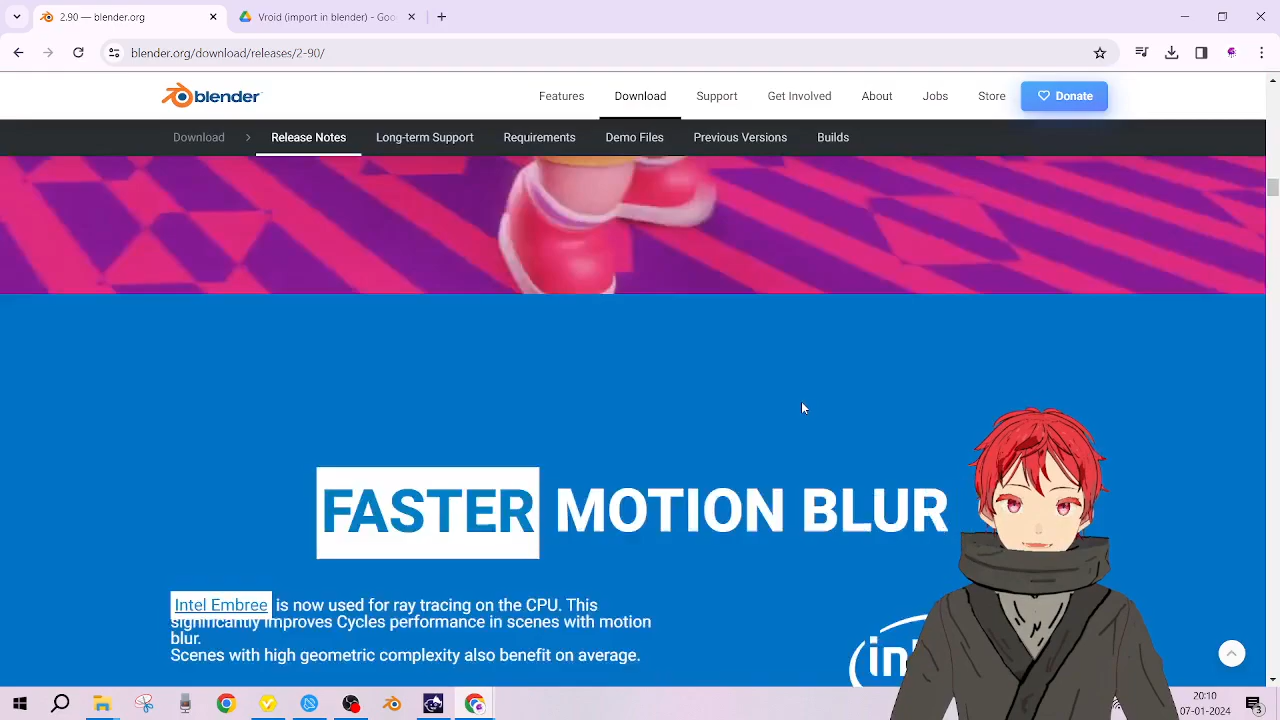 2.90 — blender.org
Vroid (import in blender) - Goo
blender.org/download/releases/2-90/
blender
Features
Download
Support
Get Involved
About
Jobs
Store
Donate
Download
Release Notes
Long-term Support
Requirements
Demo Files
Previous Versions
Builds
FASTER MOTION BLUR
Intel Embree is now used for ray tracing on the CPU. This
significantly improves Cycles performance in scenes with motion
blur.
Scenes with high geometric complexity also benefit on average.
20:10
07-01-2024